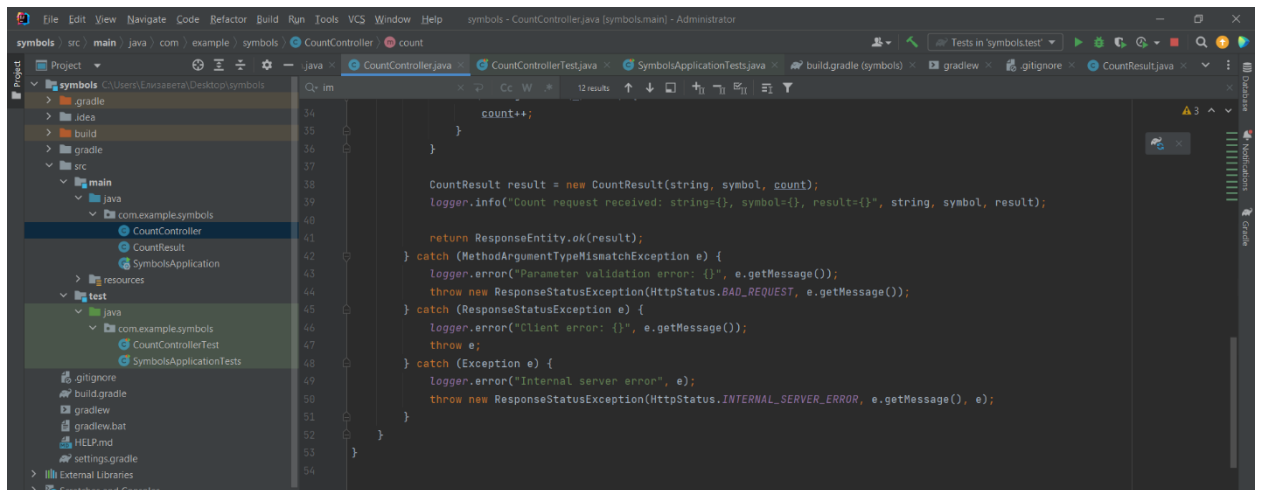 File Edit View Navigate Code Refactor Build Run Tools VCS Window Help symbols - CountController.java [symbols.main] - Administrator
symbols src main java com example symbols CountController count Tests in 'symbols.test'
Project .java CountController.java CountControllerTest.java SymbolsApplicationTests.java build.gradle (symbols) gradlew .gitignore CountResult.java
symbols C:\Users\Елизавета\Desktop\symbols
.gradle
.idea
build
gradle
src
main
java
com.example.symbols
CountController
CountResult
SymbolsApplication
resources
test
java
com.example.symbols
CountControllerTest
SymbolsApplicationTests
.gitignore
build.gradle
gradlew
gradlew.bat
HELP.md
settings.gradle
External Libraries
im Cc W .* 12 results
3
34 count++;
35 }
36 }
37
38 CountResult result = new CountResult(string, symbol, count);
39 logger.info("Count request received: string={}, symbol={}, result={}", string, symbol, result);
40
41 return ResponseEntity.ok(result);
42 } catch (MethodArgumentTypeMismatchException e) {
43 logger.error("Parameter validation error: {}", e.getMessage());
44 throw new ResponseStatusException(HttpStatus.BAD_REQUEST, e.getMessage());
45 } catch (ResponseStatusException e) {
46 logger.error("Client error: {}", e.getMessage());
47 throw e;
48 } catch (Exception e) {
49 logger.error("Internal server error", e);
50 throw new ResponseStatusException(HttpStatus.INTERNAL_SERVER_ERROR, e.getMessage(), e);
51 }
52 }
53 }
54
Project
Database
Notifications
Gradle